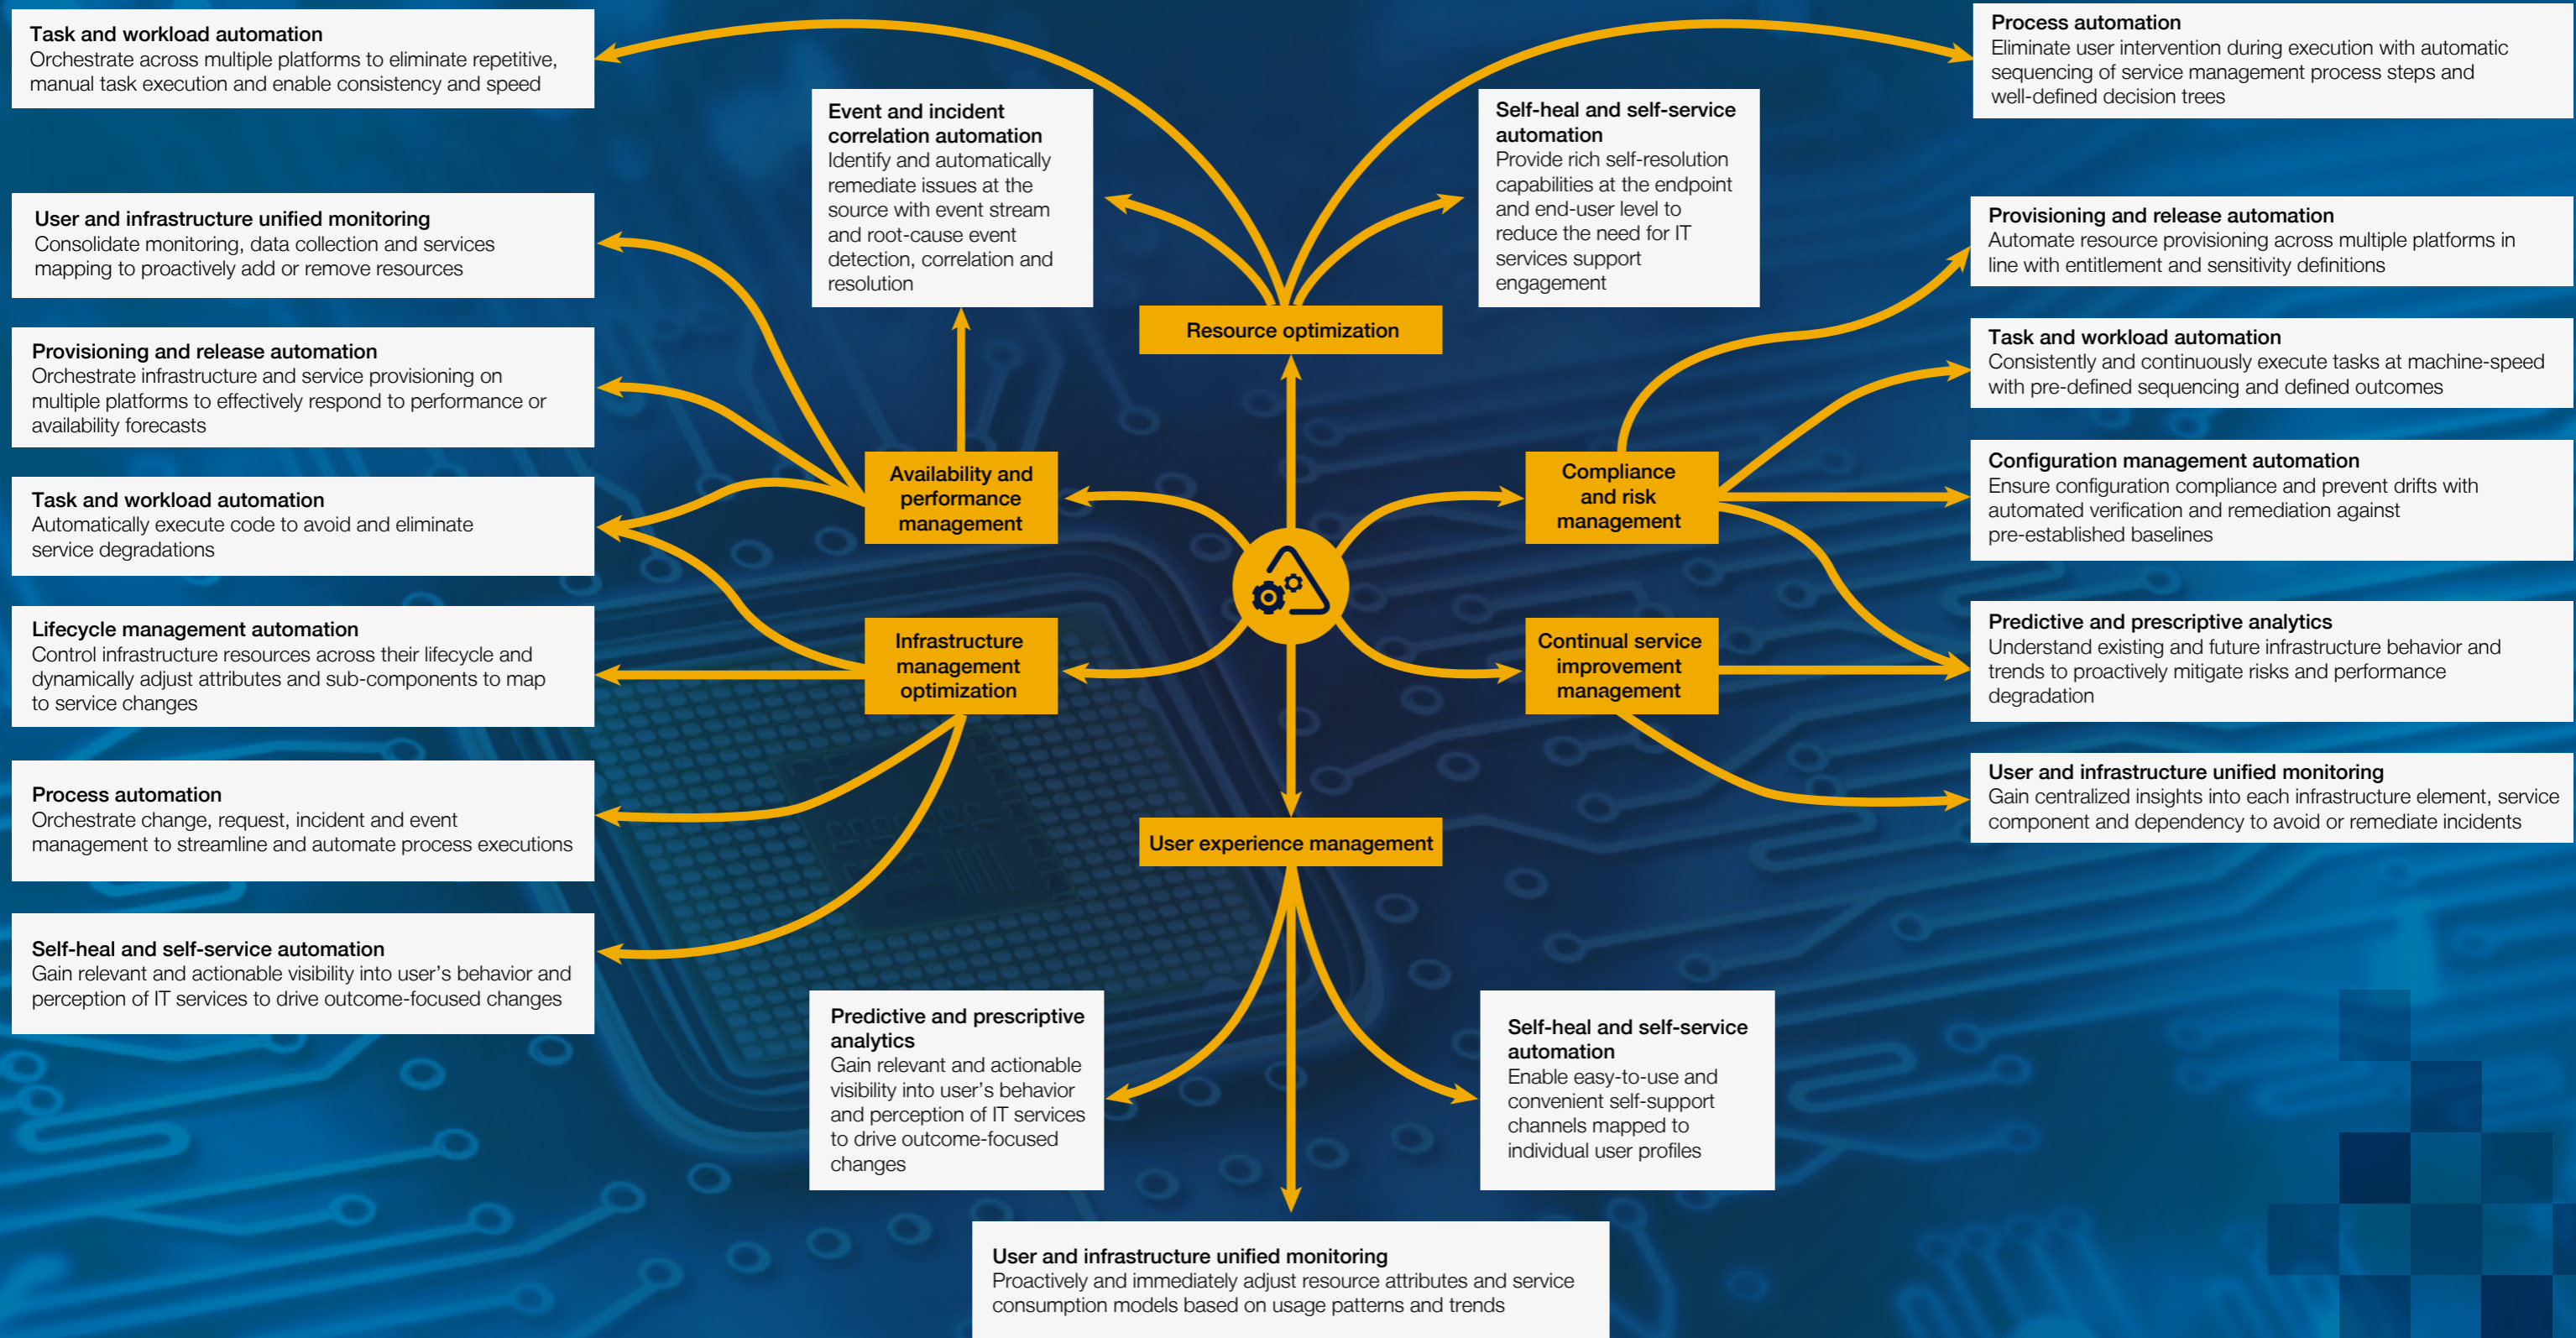 Task and workload automation
Orchestrate across multiple platforms to eliminate repetitive,
manual task execution and enable consistency and speed
User and infrastructure unified monitoring
Consolidate monitoring, data collection and services
mapping to proactively add or remove resources
Provisioning and release automation
Orchestrate infrastructure and service provisioning on
multiple platforms to effectively respond to performance or
availability forecasts
Task and workload automation
Automatically execute code to avoid and eliminate
service degradations
Lifecycle management automation
Control infrastructure resources across their lifecycle and
dynamically adjust attributes and sub-components to map
to service changes
Process automation
Orchestrate change, request, incident and event
management to streamline and automate process executions
Self-heal and self-service automation
Gain relevant and actionable visibility into user’s behavior and
perception of IT services to drive outcome-focused changes
Event and incident
correlation automation
Identify and automatically
remediate issues at the
source with event stream
and root-cause event
detection, correlation and
resolution
Self-heal and self-service
automation
Provide rich self-resolution
capabilities at the endpoint
and end-user level to
reduce the need for IT
services support
engagement
Resource optimization
Availability and
performance
management
Compliance
and risk
management
Infrastructure
management
optimization
Continual service
improvement
management
User experience management
Predictive and prescriptive
analytics
Gain relevant and actionable
visibility into user’s behavior
and perception of IT services
to drive outcome-focused
changes
Self-heal and self-service
automation
Enable easy-to-use and
convenient self-support
channels mapped to
individual user profiles
User and infrastructure unified monitoring
Proactively and immediately adjust resource attributes and service
consumption models based on usage patterns and trends
Process automation
Eliminate user intervention during execution with automatic
sequencing of service management process steps and
well-defined decision trees
Provisioning and release automation
Automate resource provisioning across multiple platforms in
line with entitlement and sensitivity definitions
Task and workload automation
Consistently and continuously execute tasks at machine-speed
with pre-defined sequencing and defined outcomes
Configuration management automation
Ensure configuration compliance and prevent drifts with
automated verification and remediation against
pre-established baselines
Predictive and prescriptive analytics
Understand existing and future infrastructure behavior and
trends to proactively mitigate risks and performance
degradation
User and infrastructure unified monitoring
Gain centralized insights into each infrastructure element, service
component and dependency to avoid or remediate incidents